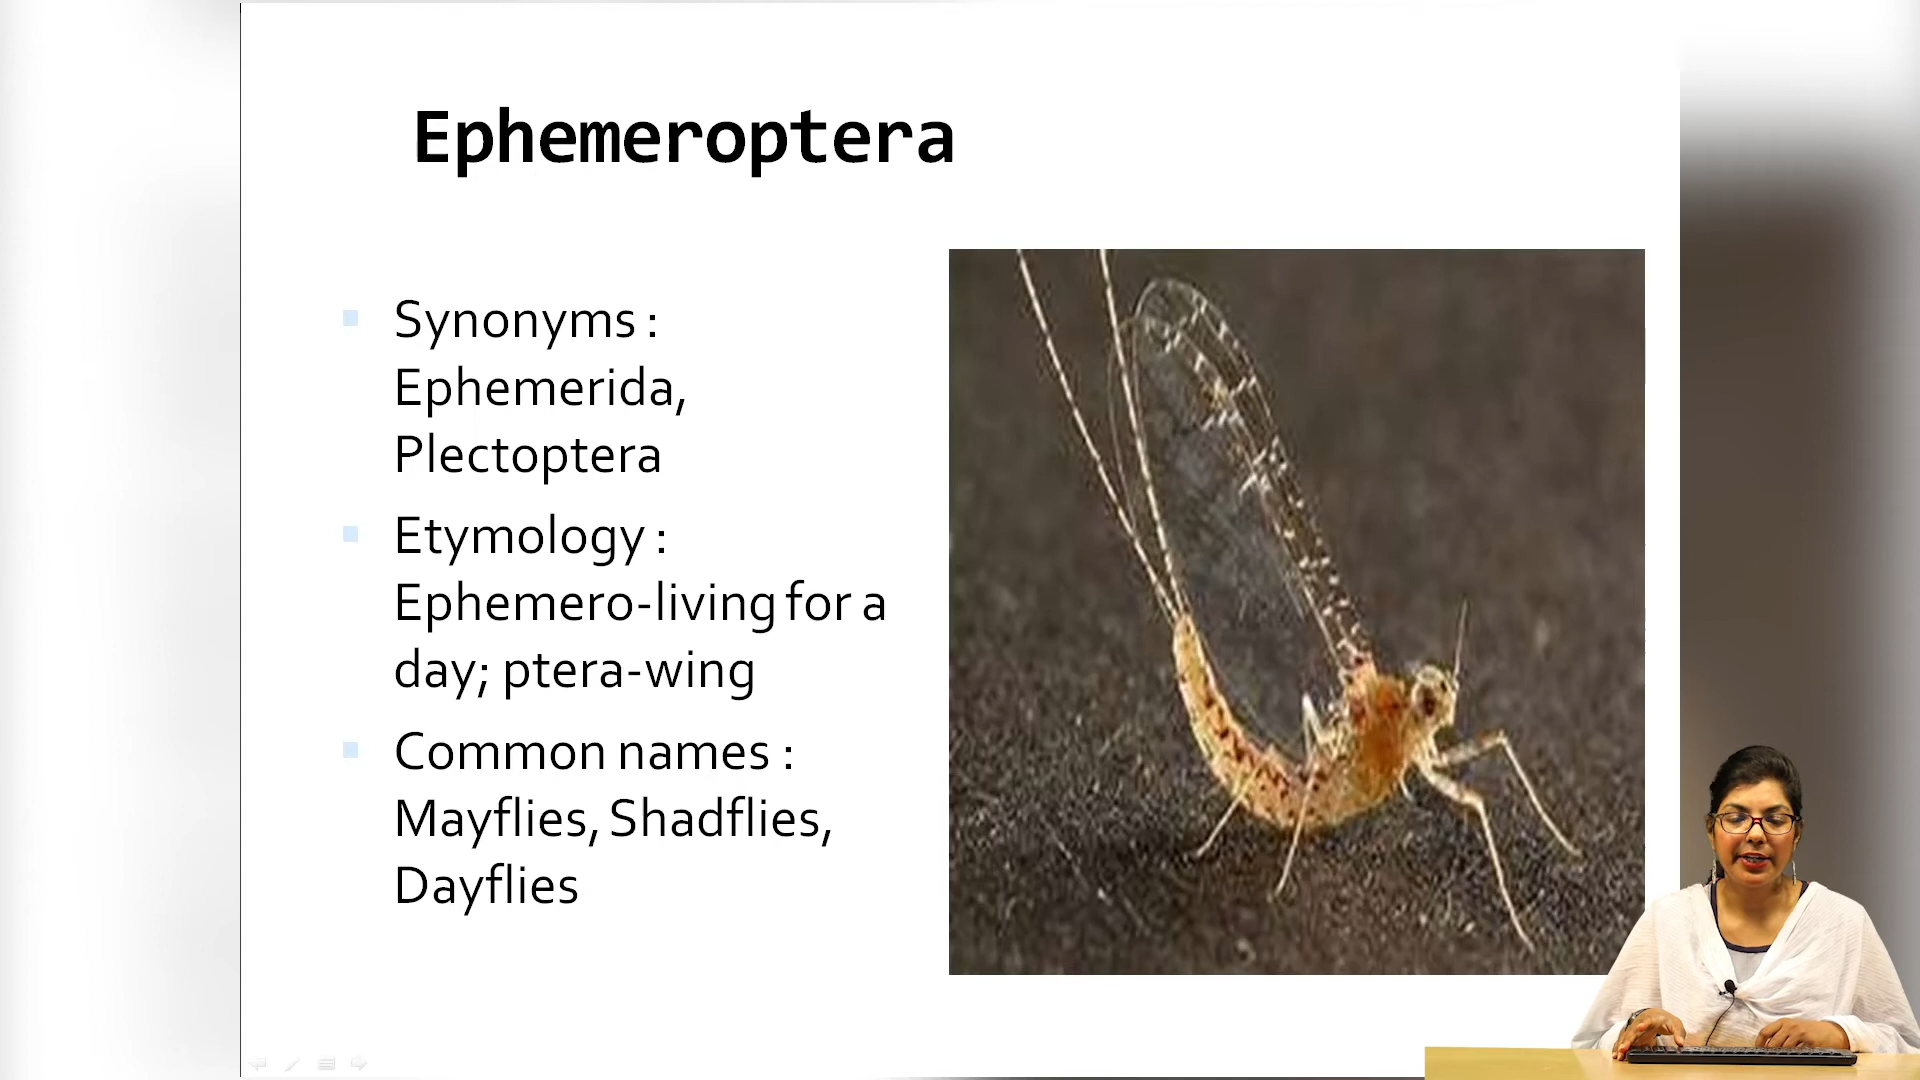 Ephemeroptera
Synonyms :
Ephemerida,
Plectoptera
Etymology :
Ephemero-living for a
day; ptera-wing
Common names :
Mayflies, Shadflies,
Dayflies